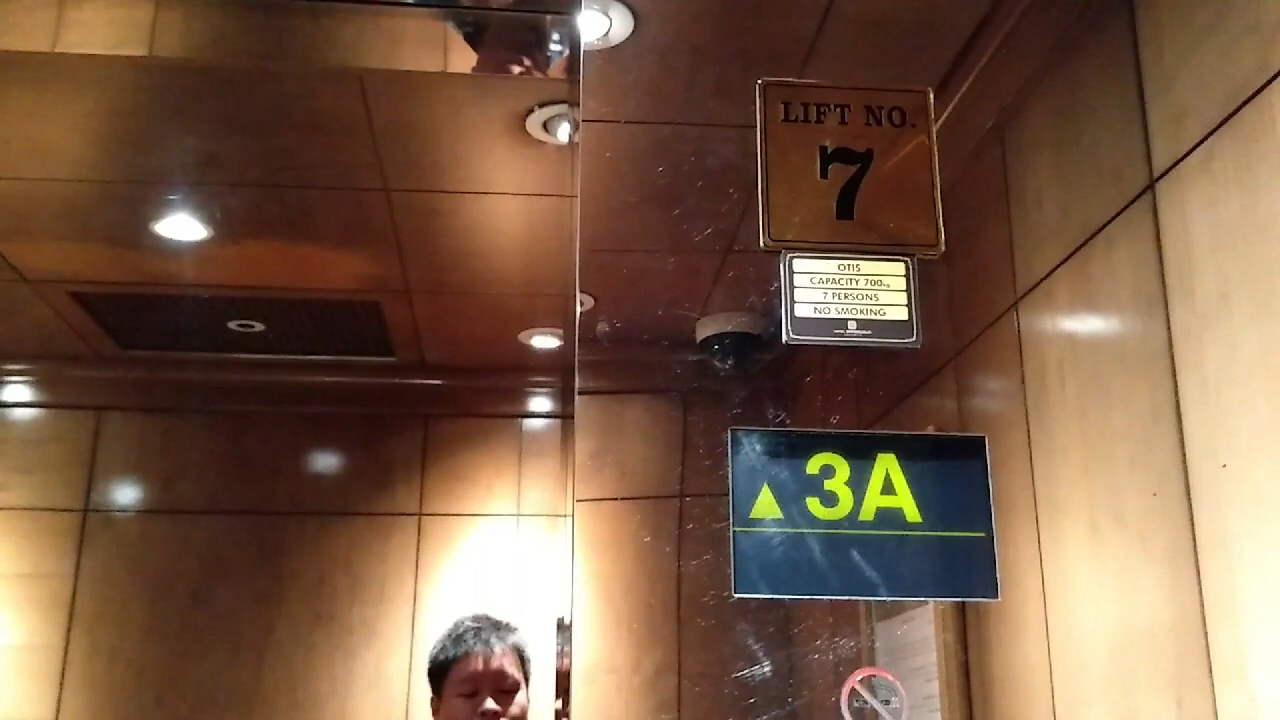 LIFT NO.
7
OTIS
CAPACITY 700kg
7 PERSONS
NO SMOKING
▲ 3A